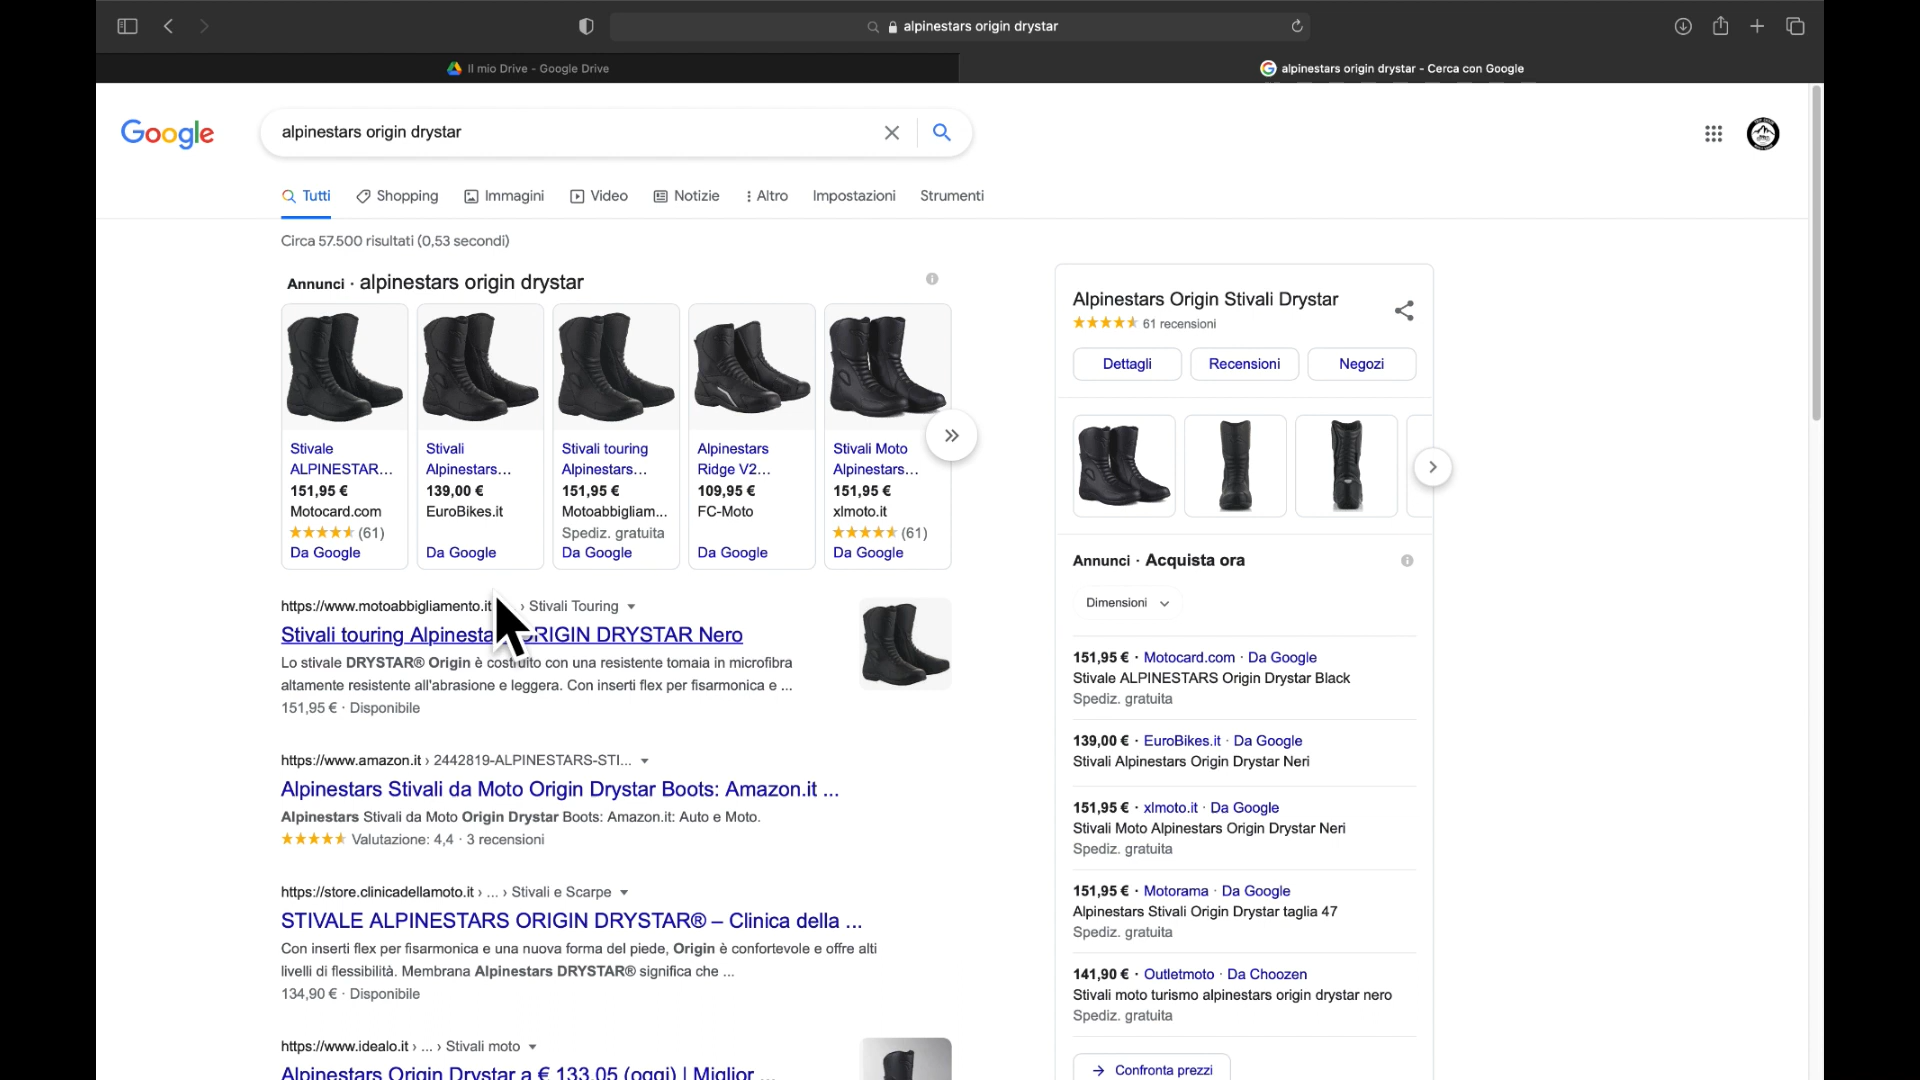 alpinestars origin drystar
Il mio Drive - Google Drive
alpinestars origin drystar - Cerca con Google
Google
alpinestars origin drystar
Tutti
Shopping
Immagini
Video
Notizie
Altro
Impostazioni
Strumenti
Circa 57.500 risultati (0,53 secondi)
Annunci · alpinestars origin drystar
Stivale
ALPINESTAR...
151,95 €
Motocard.com
(61)
Da Google
Stivali
Alpinestars...
139,00 €
EuroBikes.it
Da Google
Stivali touring
Alpinestars...
151,95 €
Motoabbigliam...
Spediz. gratuita
Da Google
Alpinestars
Ridge V2...
109,95 €
FC-Moto
Da Google
Stivali Moto
Alpinestars...
151,95 €
xlmoto.it
(61)
Da Google
https://www.motoabbigliamento.it › Stivali Touring
Stivali touring ORIGIN DRYSTAR Nero
Lo stivale DRYSTAR® Origin è costruito con una resistente tomaia in microfibra
altamente resistente all'abrasione e leggera. Con inserti flex per fisarmonica e ...
151,95 € · Disponibile
https://www.amazon.it › 2442819-ALPINESTARS-STI...
Alpinestars Stivali da Moto Origin Drystar Boots: Amazon.it ...
Alpinestars Stivali da Moto Origin Drystar Boots: Amazon.it: Auto e Moto.
Valutazione: 4,4 · 3 recensioni
https://store.clinicadellamoto.it › ... › Stivali e Scarpe
STIVALE ALPINESTARS ORIGIN DRYSTAR® – Clinica della ...
Con inserti flex per fisarmonica e una nuova forma del piede, Origin è confortevole e offre alti
livelli di flessibilità. Membrana Alpinestars DRYSTAR® significa che ...
134,90 € · Disponibile
https://www.idealo.it › ... › Stivali moto
Alpinestars Origin Drystar a € 133,05 (oggi) | Miglior ...
Alpinestars Origin Stivali Drystar
61 recensioni
Dettagli
Recensioni
Negozi
Annunci · Acquista ora
Dimensioni
151,95 € · Motocard.com · Da Google
Stivale ALPINESTARS Origin Drystar Black
Spediz. gratuita
139,00 € · EuroBikes.it · Da Google
Stivali Alpinestars Origin Drystar Neri
151,95 € · xlmoto.it · Da Google
Stivali Moto Alpinestars Origin Drystar Neri
Spediz. gratuita
151,95 € · Motorama · Da Google
Alpinestars Stivali Origin Drystar taglia 47
Spediz. gratuita
141,90 € · Outletmoto · Da Choozen
Stivali moto turismo alpinestars origin drystar nero
Spediz. gratuita
Confronta prezzi